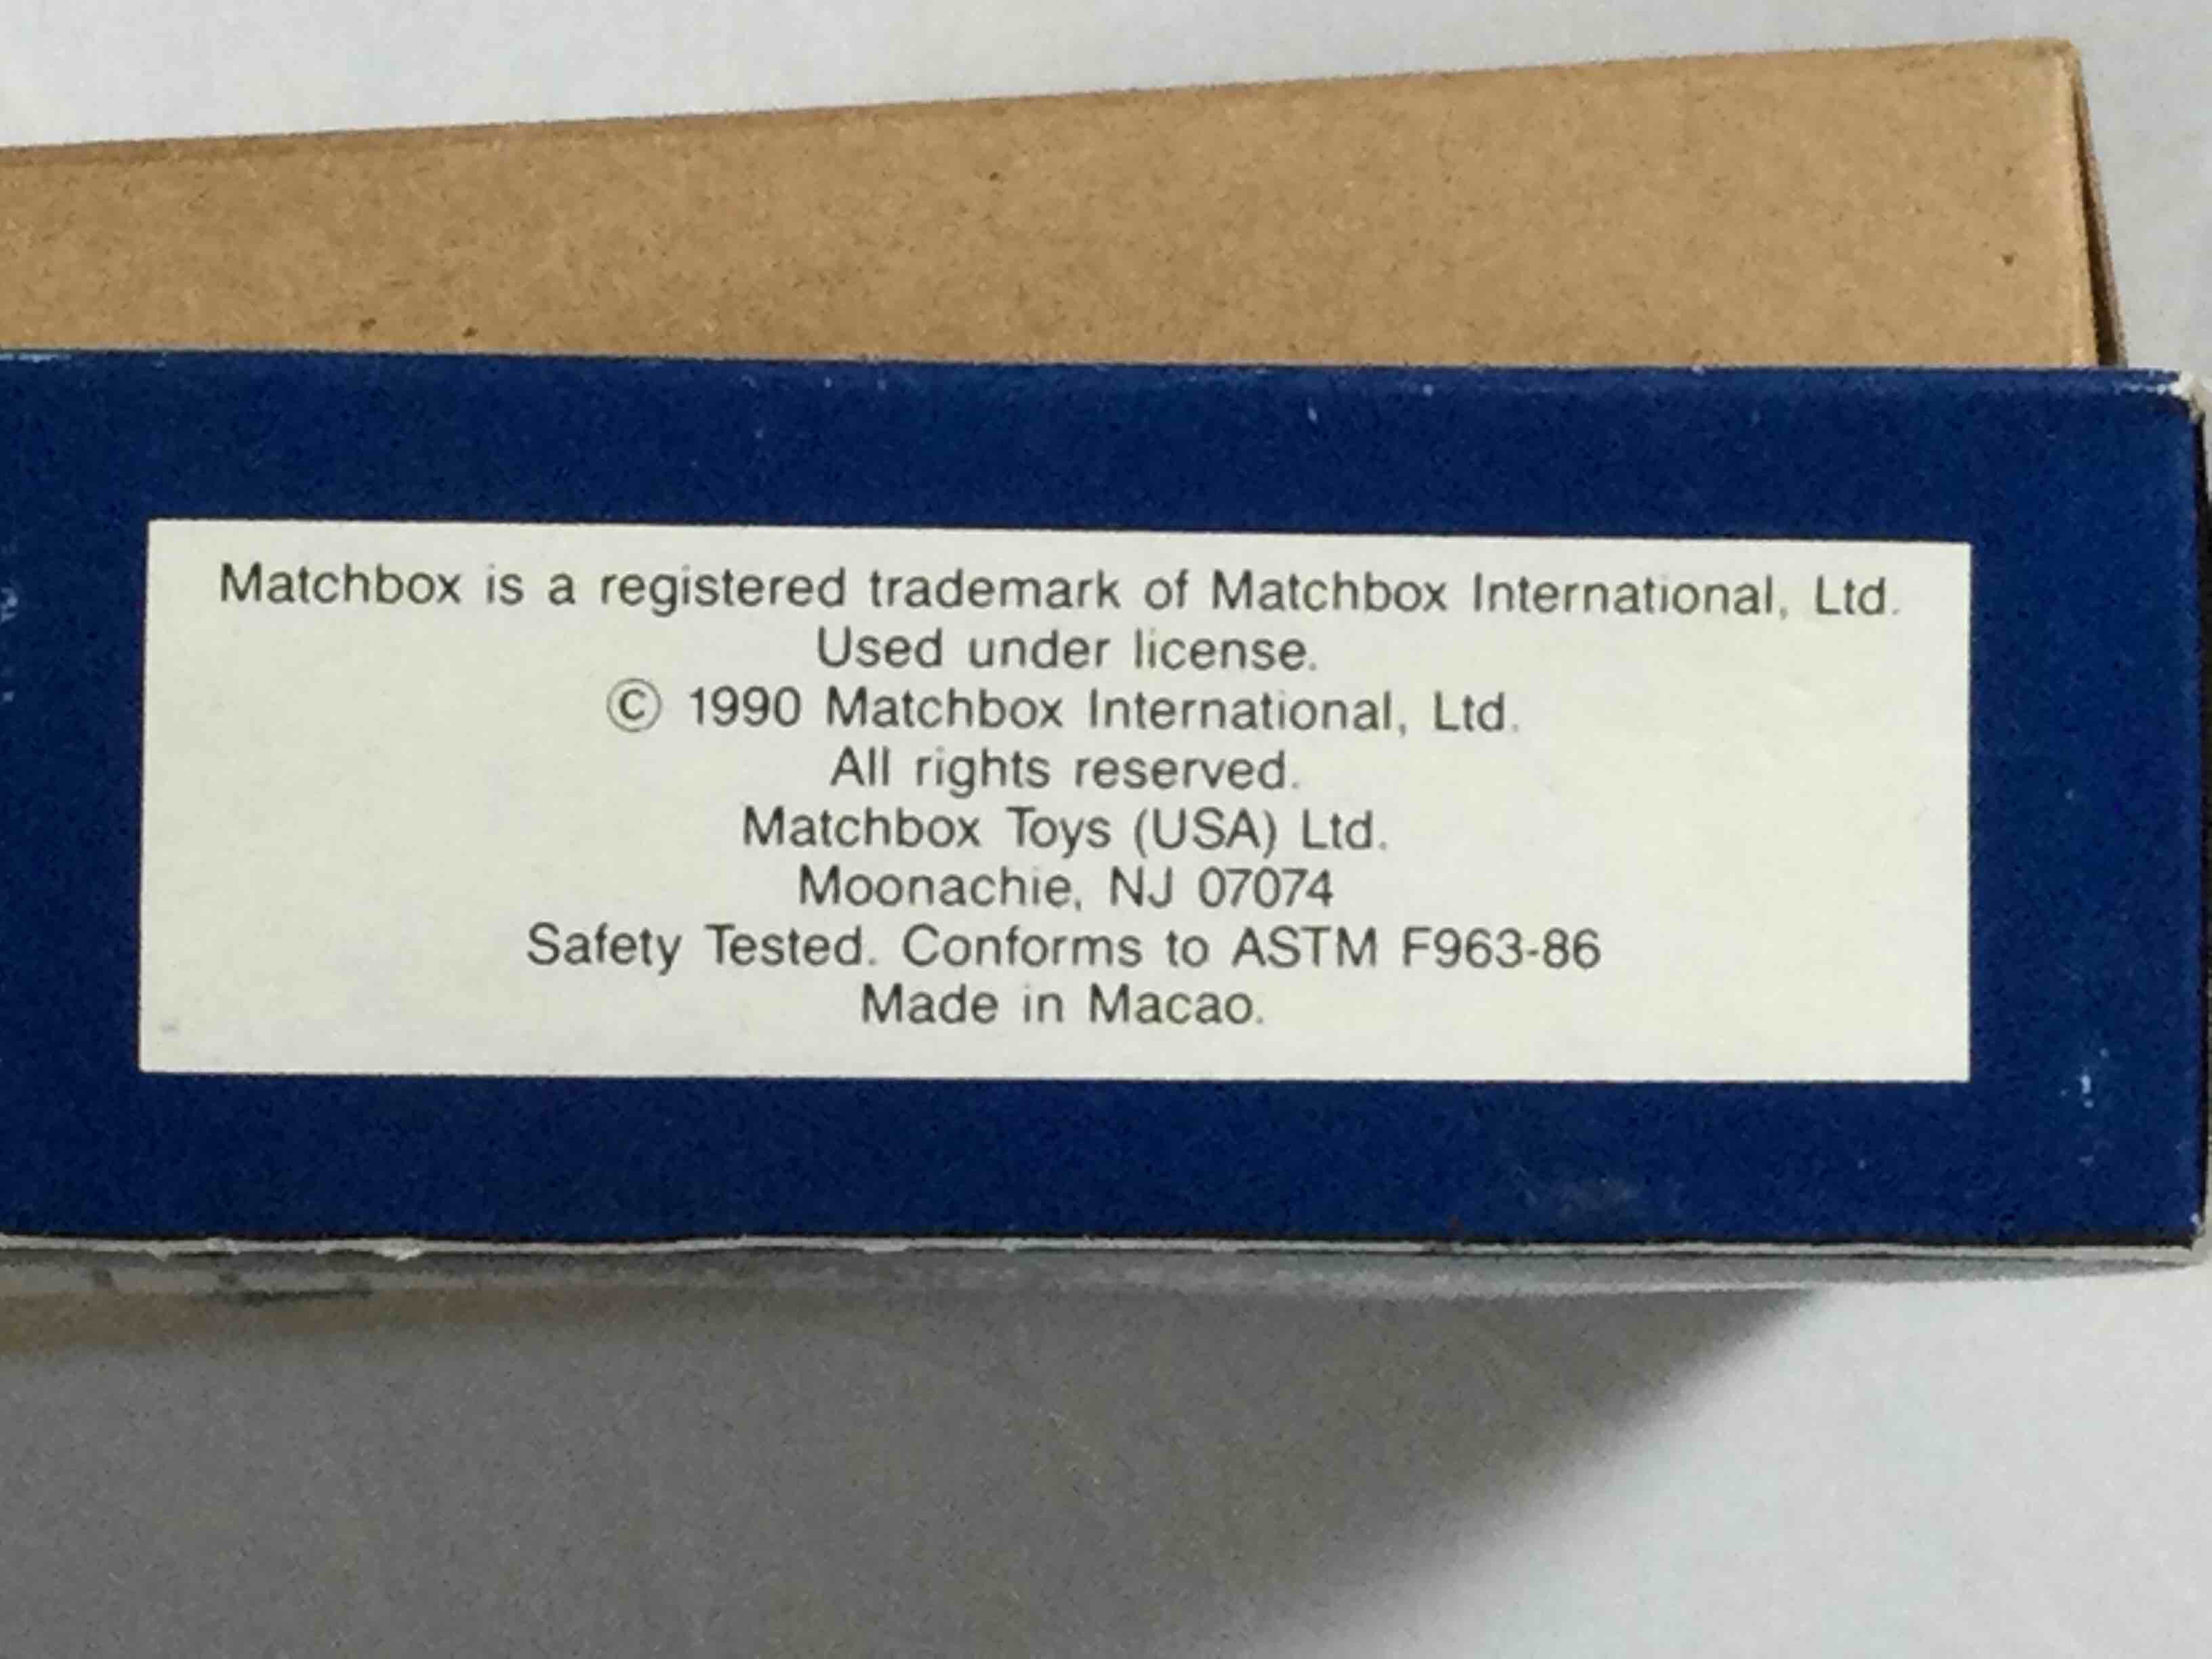 Matchbox is a registered trademark of Matchbox International, Ltd.
Used under license.
© 1990 Matchbox International, Ltd.
All rights reserved.
Matchbox Toys (USA) Ltd.
Moonachie, NJ 07074
Safety Tested. Conforms to ASTM F963-86
Made in Macao.